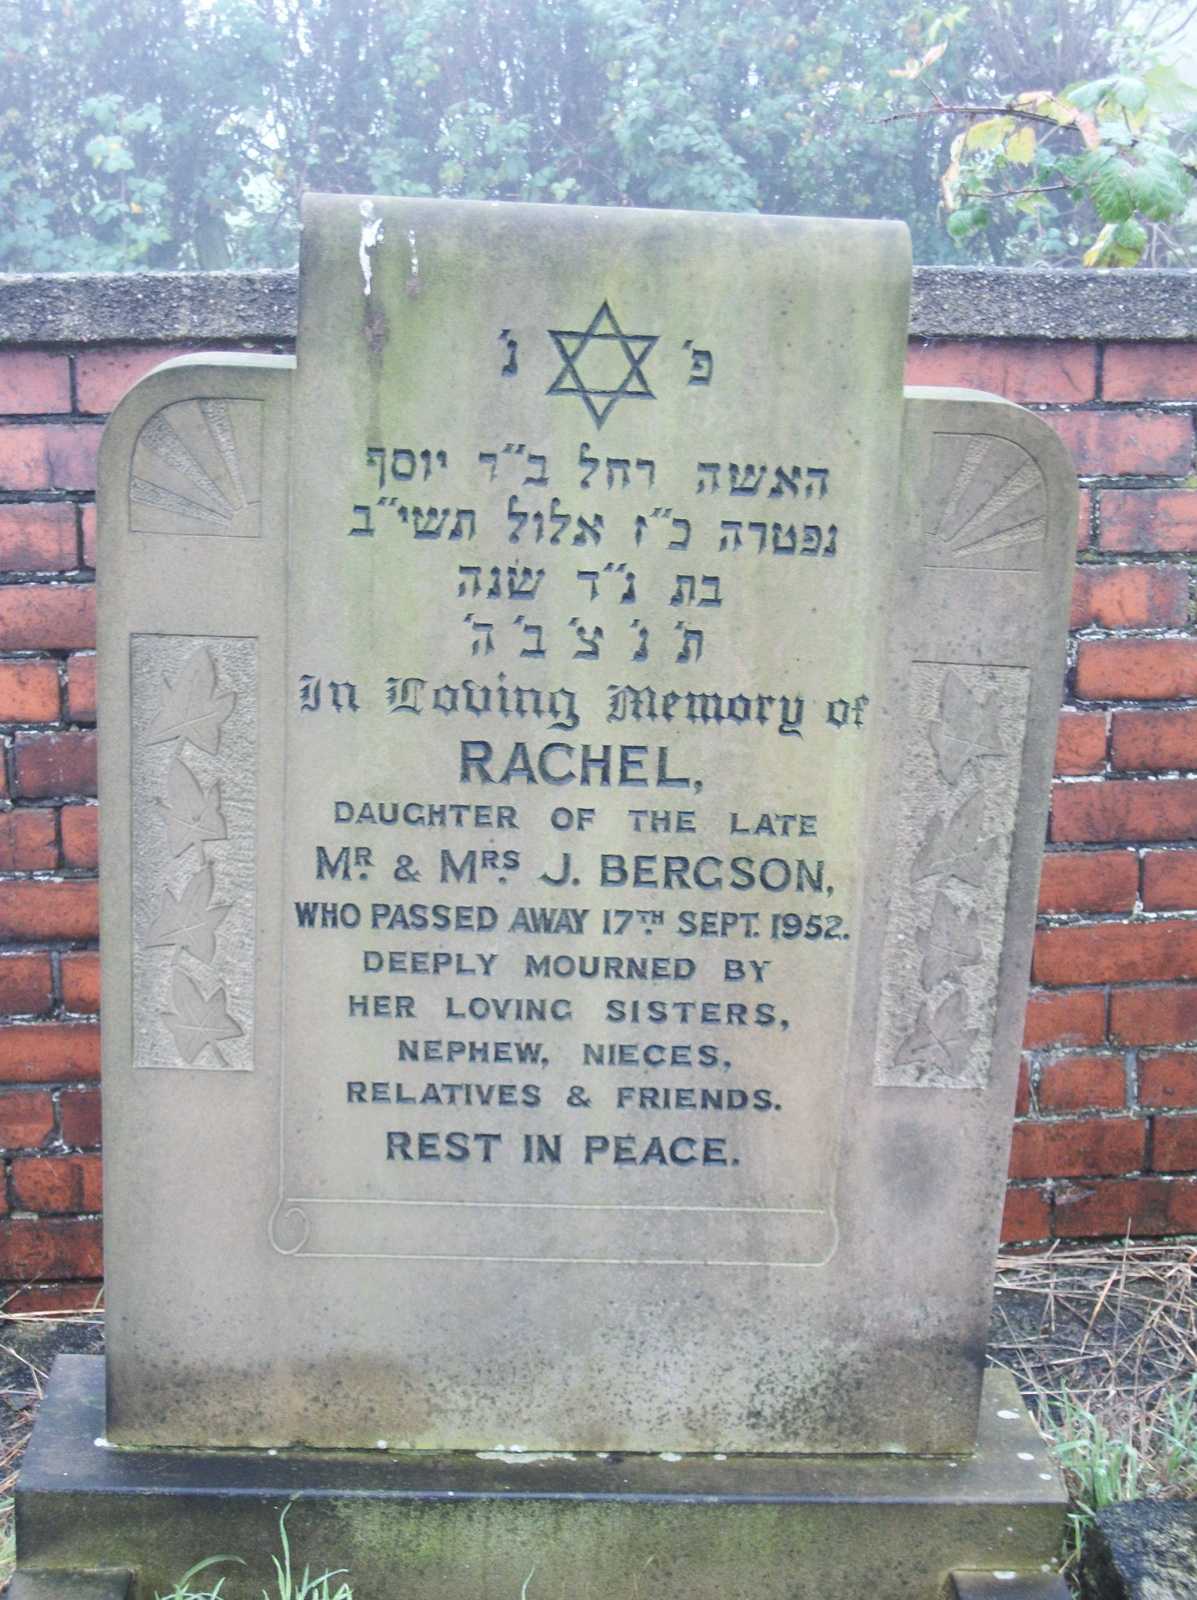 פ׳ נ׳
האשה רחל ב״ר יוסף
נפטרה כ״ז אלול תשי״ב
בת נ״ד שנה
ת׳ נ׳ צ׳ ב׳ ה׳
In Loving Memory of
RACHEL,
DAUGHTER OF THE LATE
MR. & MRS. J. BERGSON,
WHO PASSED AWAY 17TH SEPT. 1952.
DEEPLY MOURNED BY
HER LOVING SISTERS,
NEPHEW, NIECES,
RELATIVES & FRIENDS.
REST IN PEACE.